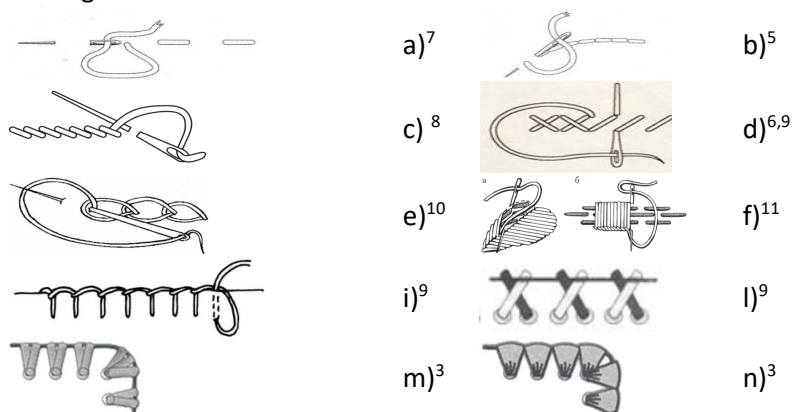 a)7 b)5
c) 8 d)6,9
а б
e)10 f)11
i)9 l)9
m)3 n)3